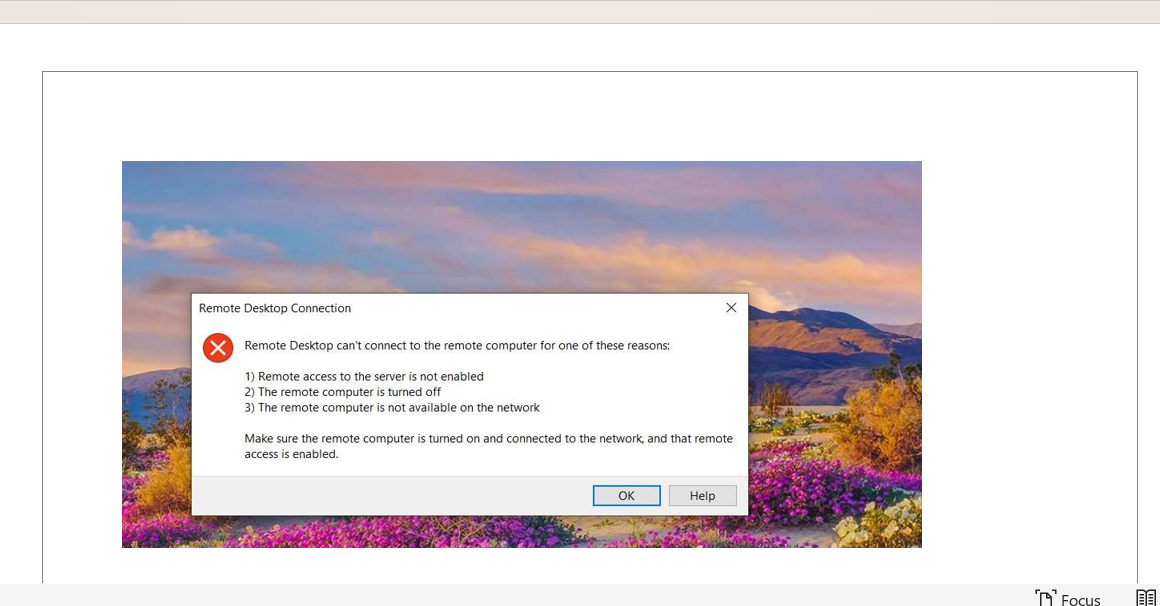 Remote Desktop Connection
Remote Desktop can't connect to the remote computer for one of these reasons:
1) Remote access to the server is not enabled
2) The remote computer is turned off
3) The remote computer is not available on the network
Make sure the remote computer is turned on and connected to the network, and that remote
access is enabled.
OK Help
Focus